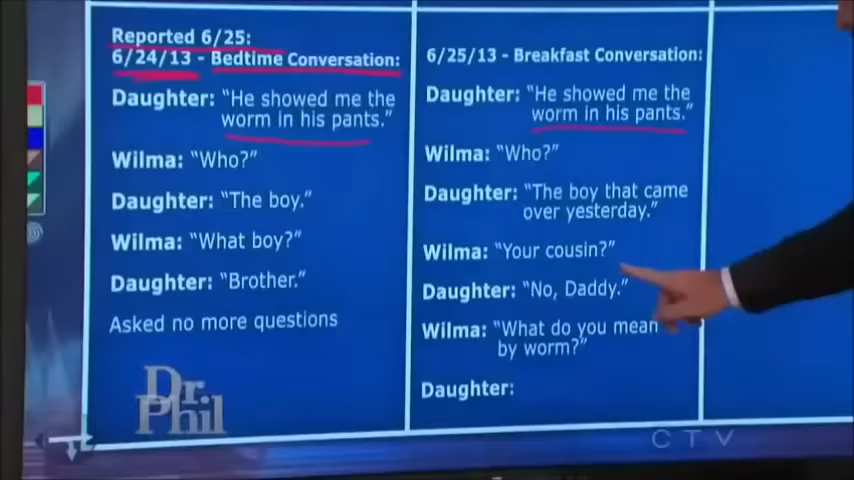 Reported 6/25:
6/24/13 - Bedtime Conversation:
Daughter: "He showed me the
worm in his pants."
Wilma: "Who?"
Daughter: "The boy."
Wilma: "What boy?"
Daughter: "Brother."
Asked no more questions
6/25/13 - Breakfast Conversation:
Daughter: "He showed me the
worm in his pants."
Wilma: "Who?"
Daughter: "The boy that came
over yesterday."
Wilma: "Your cousin?"
Daughter: "No, Daddy."
Wilma: "What do you mean
by worm?"
Daughter:
Dr.
Phil
CTV